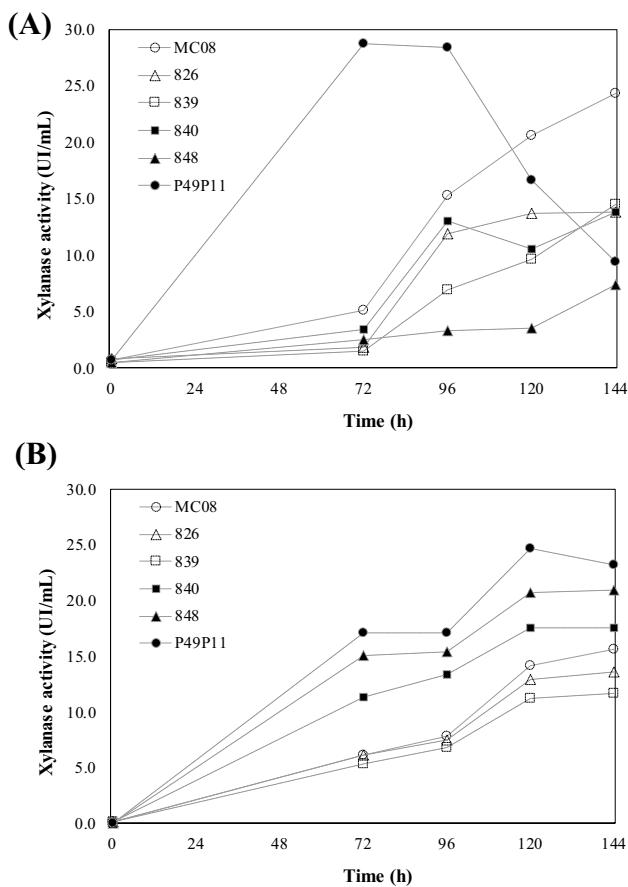 (A)
30.0
25.0
20.0
15.0
10.0
5.0
0.0
Xylanase activity (UI/mL)
MC08
826
839
840
848
P49P11
0 24 48 72 96 120 144
Time (h)
(B)
30.0
25.0
20.0
15.0
10.0
5.0
0.0
Xylanase activity (UI/mL)
MC08
826
839
840
848
P49P11
0 24 48 72 96 120 144
Time (h)